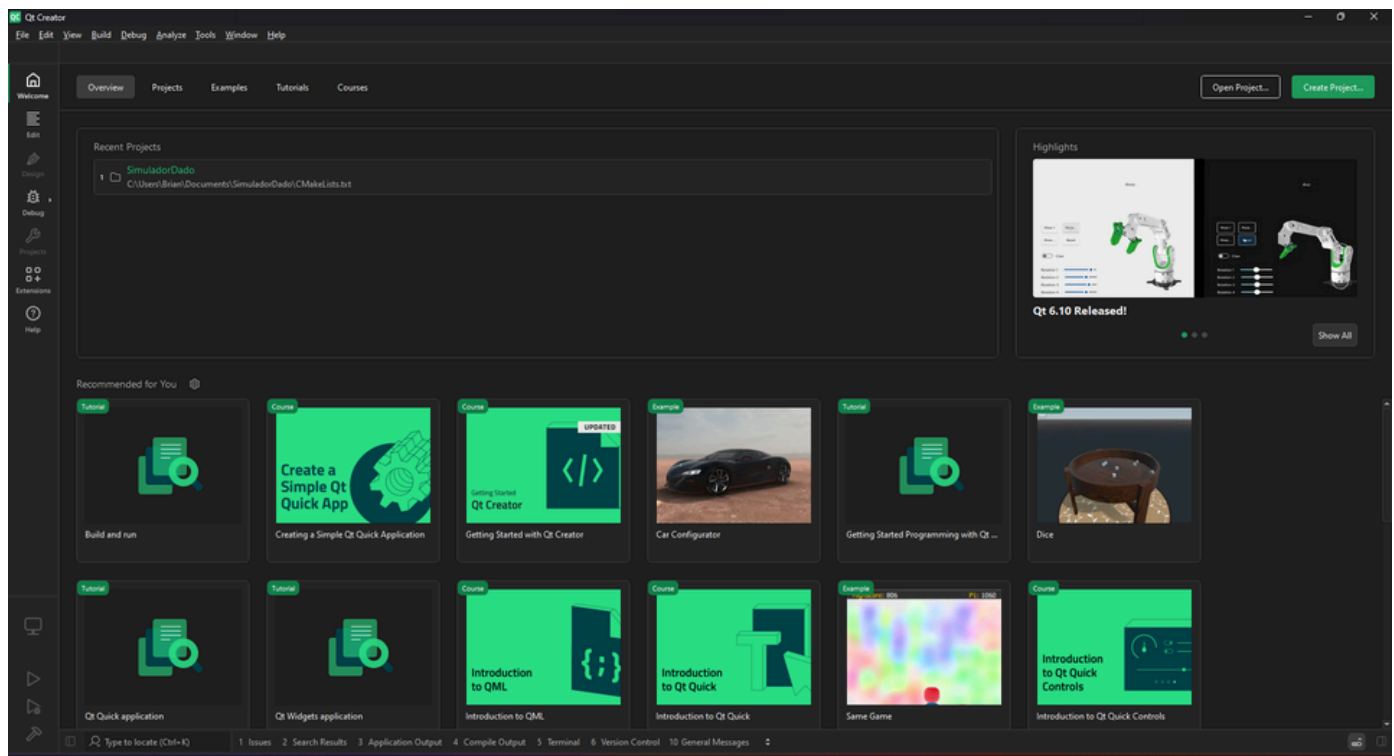 Qt Creator
File Edit View Build Debug Analyze Tools Window Help
Welcome
Edit
Design
Debug
Projects
Extensions
Help
Overview Projects Examples Tutorials Courses
Open Project... Create Project...
Recent Projects
1 SimuladorDado
C:\Users\Brian\Documents\SimuladorDado\CMakeLists.txt
Highlights
Qt 6.10 Released!
Show All
Recommended for You
Tutorial
Build and run
Course
Create a
Simple Qt
Quick App
Creating a Simple Qt Quick Application
Course
UPDATED
Getting Started
Qt Creator
Getting Started with Qt Creator
Example
Car Configurator
Tutorial
Getting Started Programming with Qt ...
Example
Dice
Tutorial
Qt Quick application
Tutorial
Qt Widgets application
Course
Introduction
to QML
Introduction to QML
Course
Introduction
to Qt Quick
Introduction to Qt Quick
Example
806 P1: 1060
Same Game
Course
Introduction
to Qt Quick
Controls
Introduction to Qt Quick Controls
Type to locate (Ctrl+K) 1 Issues 2 Search Results 3 Application Output 4 Compile Output 5 Terminal 6 Version Control 10 General Messages